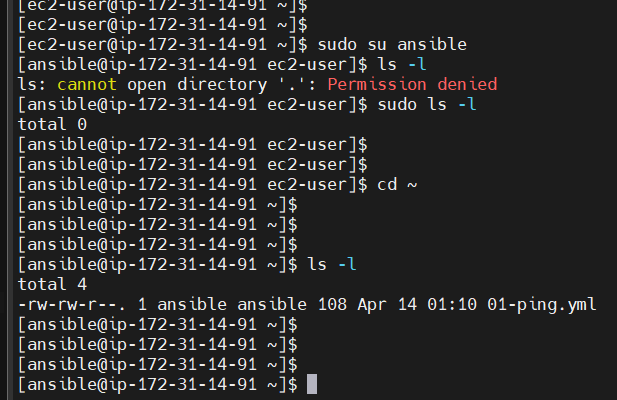 [ec2-user@ip-172-31-14-91 ~]$
[ec2-user@ip-172-31-14-91 ~]$
[ec2-user@ip-172-31-14-91 ~]$ sudo su ansible
[ansible@ip-172-31-14-91 ec2-user]$ ls -l
ls: cannot open directory '.': Permission denied
[ansible@ip-172-31-14-91 ec2-user]$ sudo ls -l
total 0
[ansible@ip-172-31-14-91 ec2-user]$
[ansible@ip-172-31-14-91 ec2-user]$
[ansible@ip-172-31-14-91 ec2-user]$ cd ~
[ansible@ip-172-31-14-91 ~]$
[ansible@ip-172-31-14-91 ~]$
[ansible@ip-172-31-14-91 ~]$
[ansible@ip-172-31-14-91 ~]$ ls -l
total 4
-rw-rw-r--. 1 ansible ansible 108 Apr 14 01:10 01-ping.yml
[ansible@ip-172-31-14-91 ~]$
[ansible@ip-172-31-14-91 ~]$
[ansible@ip-172-31-14-91 ~]$
[ansible@ip-172-31-14-91 ~]$